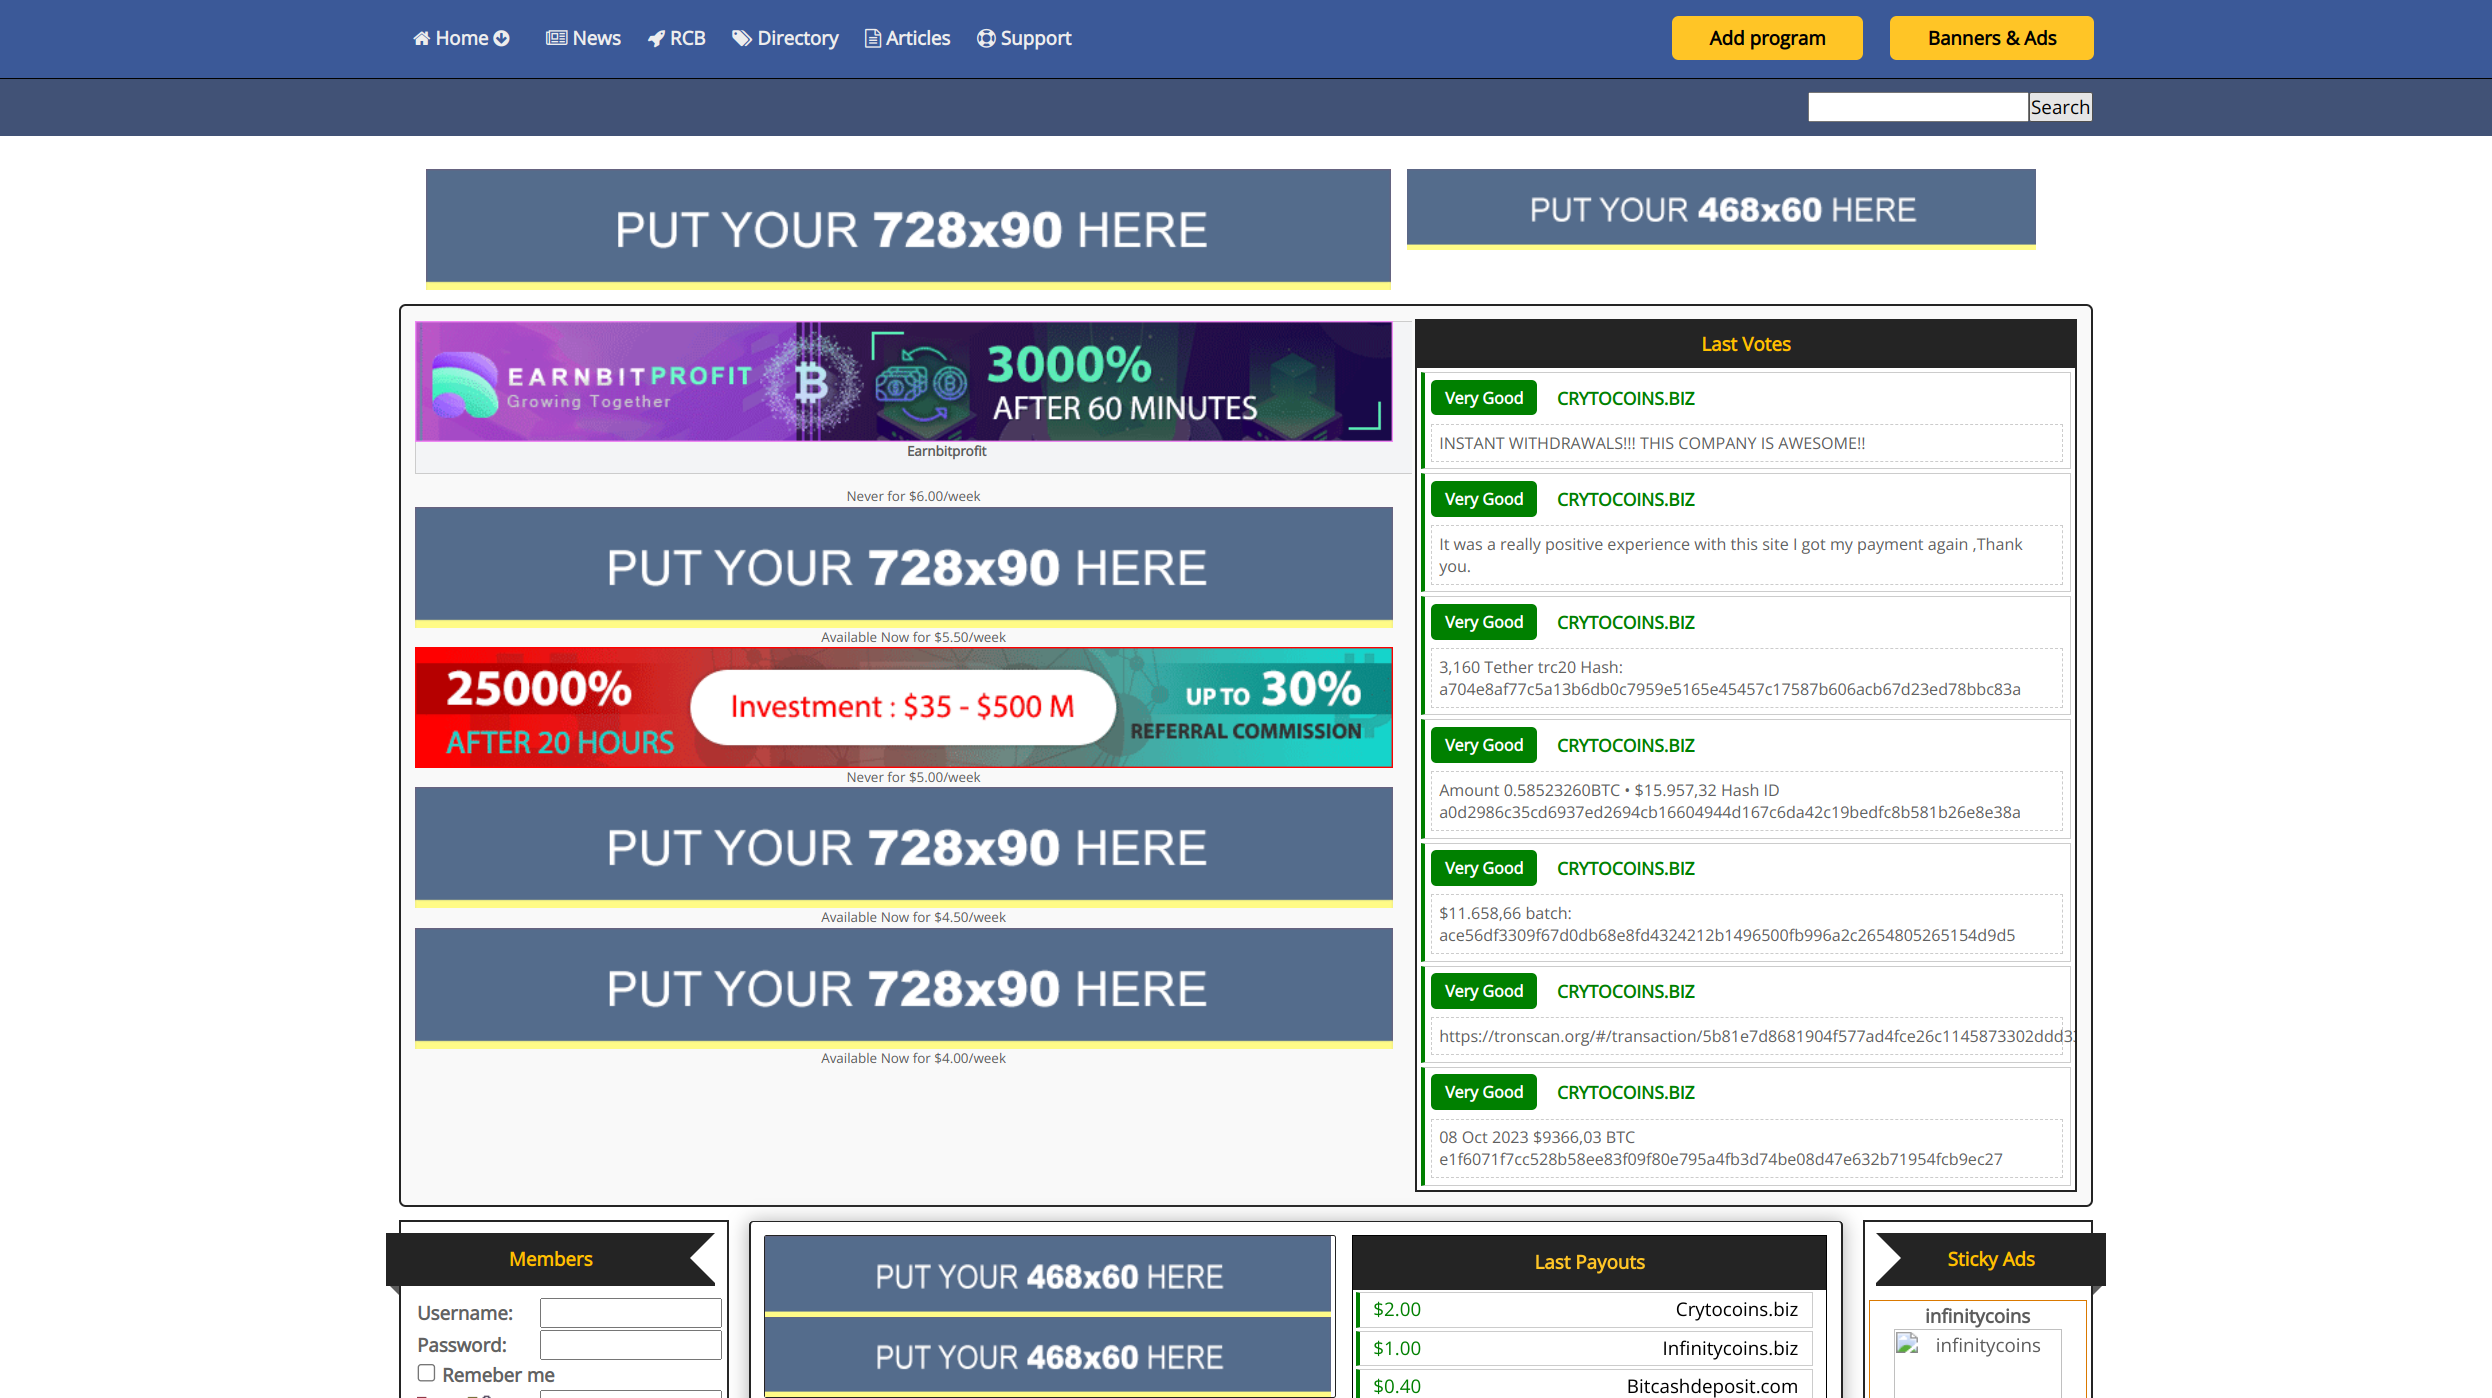 Home
News
RCB
Directory
Articles
Support
Add program
Banners & Ads
Search
PUT YOUR 728x90 HERE
PUT YOUR 468x60 HERE
EARNBITPROFIT
Growing Together
3000%
AFTER 60 MINUTES
Earnbitprofit
Never for $6.00/week
PUT YOUR 728x90 HERE
Available Now for $5.50/week
25000%
AFTER 20 HOURS
Investment : $35 - $500 M
UP TO 30%
REFERRAL COMMISSION
Never for $5.00/week
PUT YOUR 728x90 HERE
Available Now for $4.50/week
PUT YOUR 728x90 HERE
Available Now for $4.00/week
Last Votes
Very Good CRYTOCOINS.BIZ
INSTANT WITHDRAWALS!!! THIS COMPANY IS AWESOME!!
Very Good CRYTOCOINS.BIZ
It was a really positive experience with this site I got my payment again ,Thank
you.
Very Good CRYTOCOINS.BIZ
3,160 Tether trc20 Hash:
a704e8af77c5a13b6db0c7959e5165e45457c17587b606acb67d23ed78bbc83a
Very Good CRYTOCOINS.BIZ
Amount 0.58523260BTC • $15.957,32 Hash ID
a0d2986c35cd6937ed2694cb16604944d167c6da42c19bedfc8b581b26e8e38a
Very Good CRYTOCOINS.BIZ
$11.658,66 batch:
ace56df3309f67d0db68e8fd4324212b1496500fb996a2c2654805265154d9d5
Very Good CRYTOCOINS.BIZ
https://tronscan.org/#/transaction/5b81e7d8681904f577ad4fce26c1145873302ddd3
Very Good CRYTOCOINS.BIZ
08 Oct 2023 $9366,03 BTC
e1f6071f7cc528b58ee83f09f80e795a4fb3d74be08d47e632b71954fcb9ec27
Members
Username:
Password:
Remeber me
PUT YOUR 468x60 HERE
PUT YOUR 468x60 HERE
Last Payouts
$2.00 Crytocoins.biz
$1.00 Infinitycoins.biz
$0.40 Bitcashdeposit.com
Sticky Ads
infinitycoins
infinitycoins